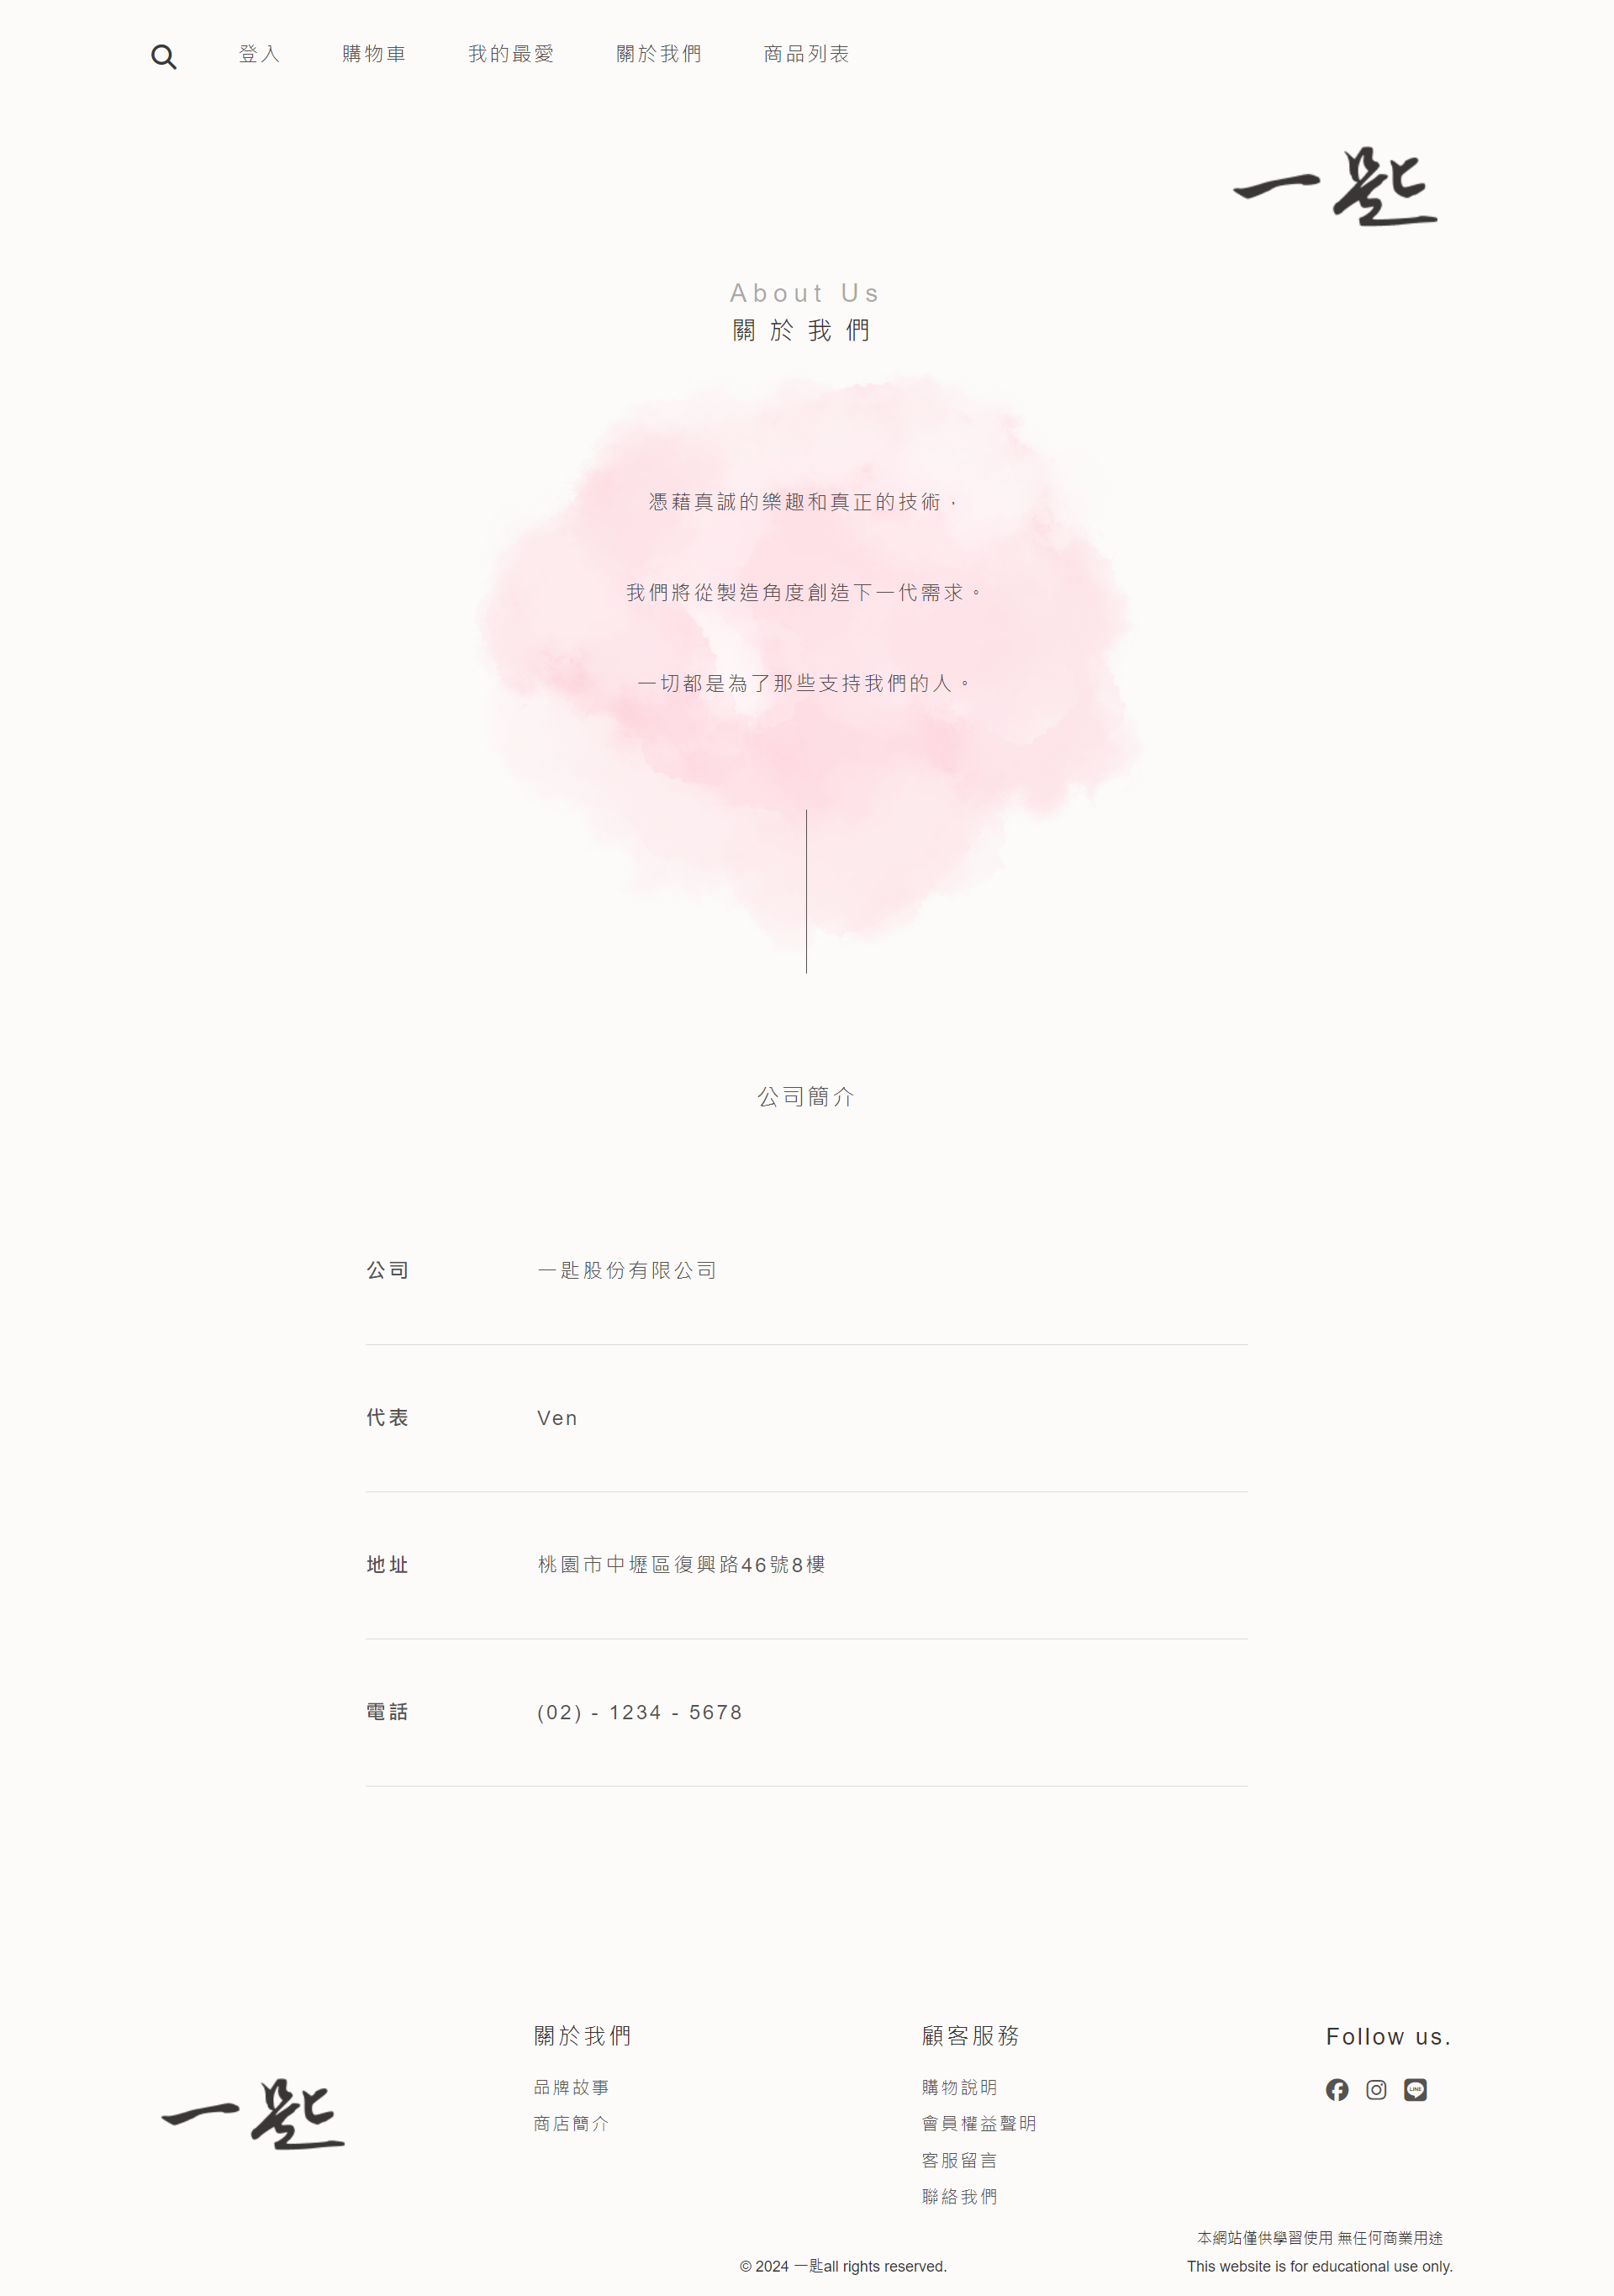 登入 購物車 我的最愛 關於我們 商品列表
一匙
About Us
關於我們
憑藉真誠的樂趣和真正的技術，
我們將從製造角度創造下一代需求。
一切都是為了那些支持我們的人。
公司簡介
公司 一匙股份有限公司
代表 Ven
地址 桃園市中壢區復興路46號8樓
電話 (02) - 1234 - 5678
一匙
關於我們
品牌故事
商店簡介
顧客服務
購物說明
會員權益聲明
客服留言
聯絡我們
Follow us.
LINE
本網站僅供學習使用 無任何商業用途
© 2024 一匙all rights reserved.
This website is for educational use only.